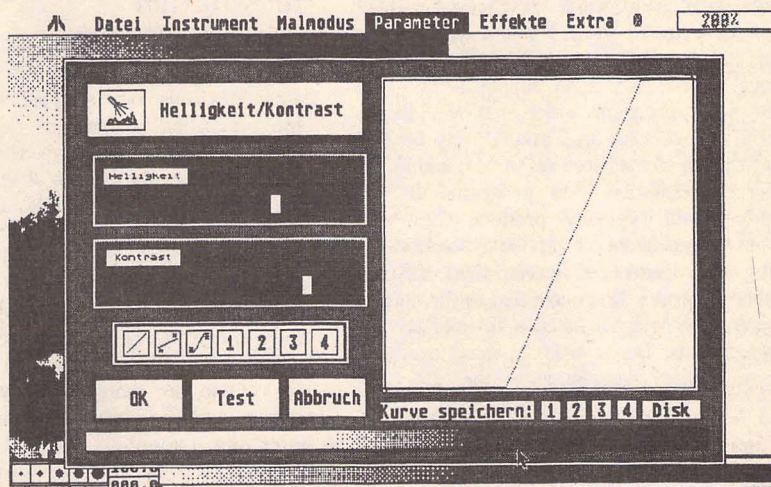 Datei Instrument Malmodus Parameter Effekte Extra 200%
Helligkeit/Kontrast
Helligkeit
Kontrast
1 2 3 4
OK Test Abbruch
Kurve speichern: 1 2 3 4 Disk